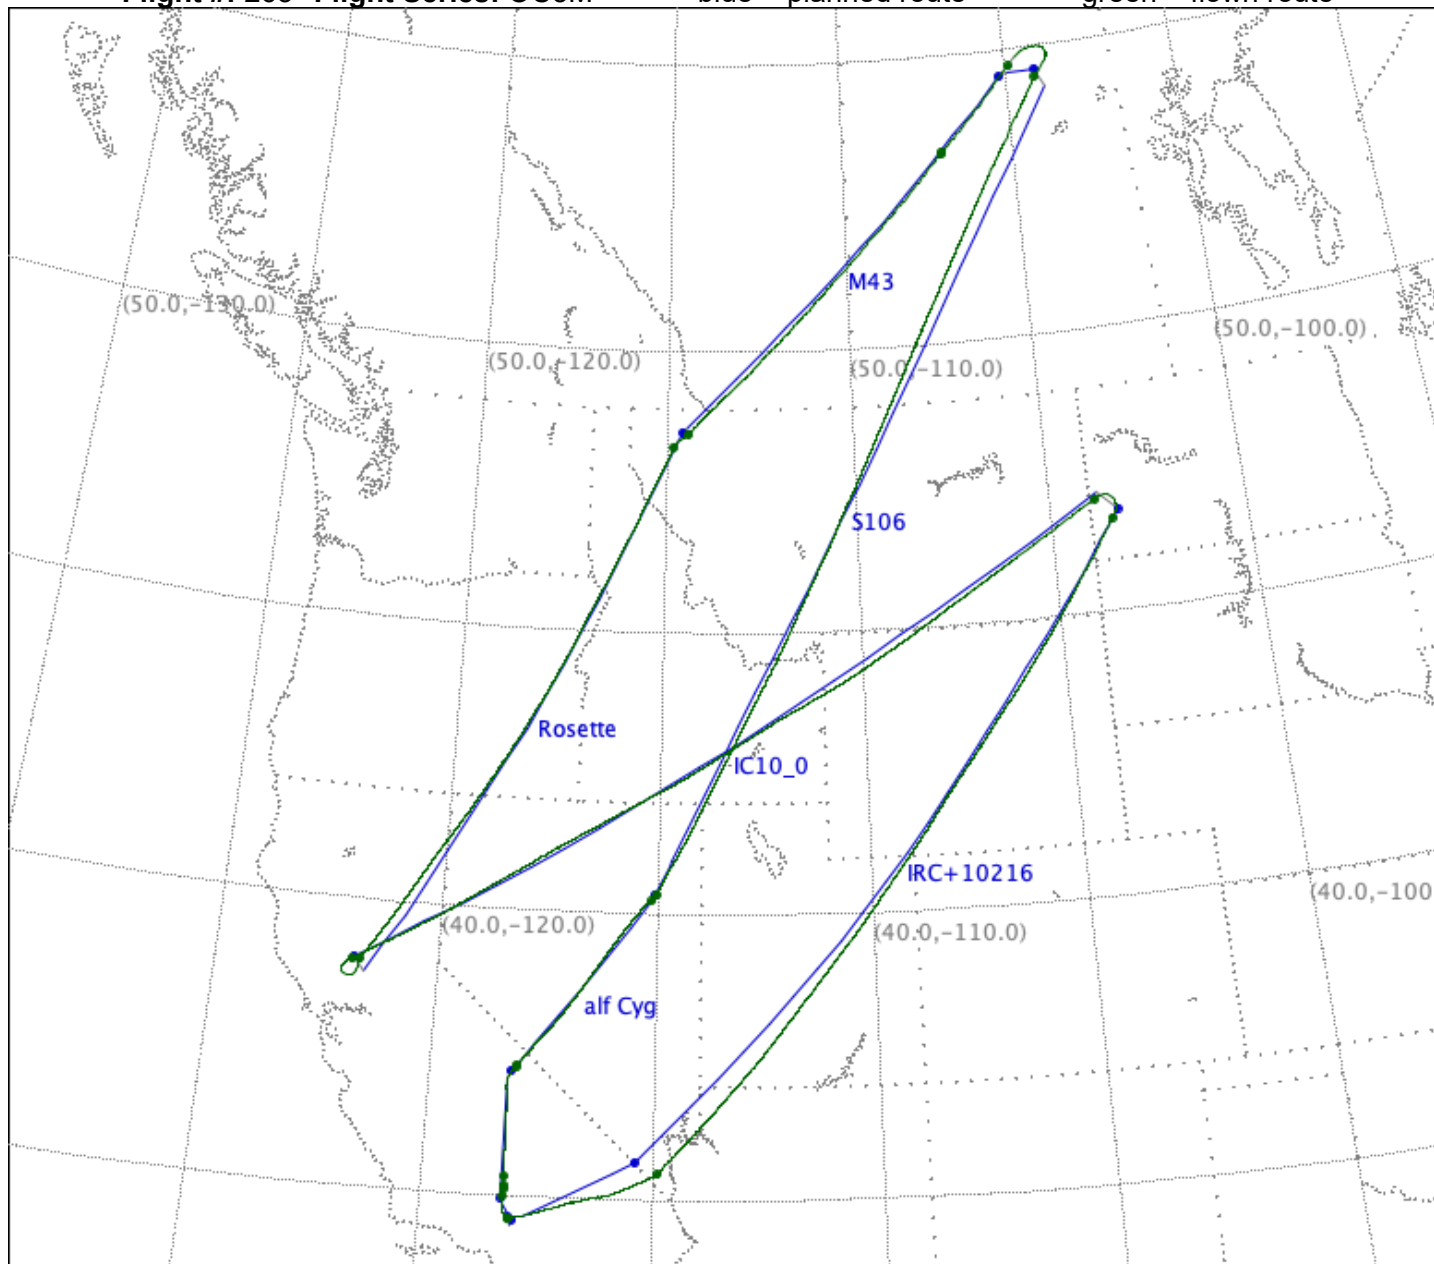 Flight Series:
blue = planned route
green = flown route
M43
(50.0,-130.0)
(50.0,-100.0)
(50.0,-120.0)
(50.0,-110.0)
S106
Rosette
IC10_0
IRC+10216
(40.0,-100
(40.0,-120.0)
(40.0,-110.0)
alf Cyg